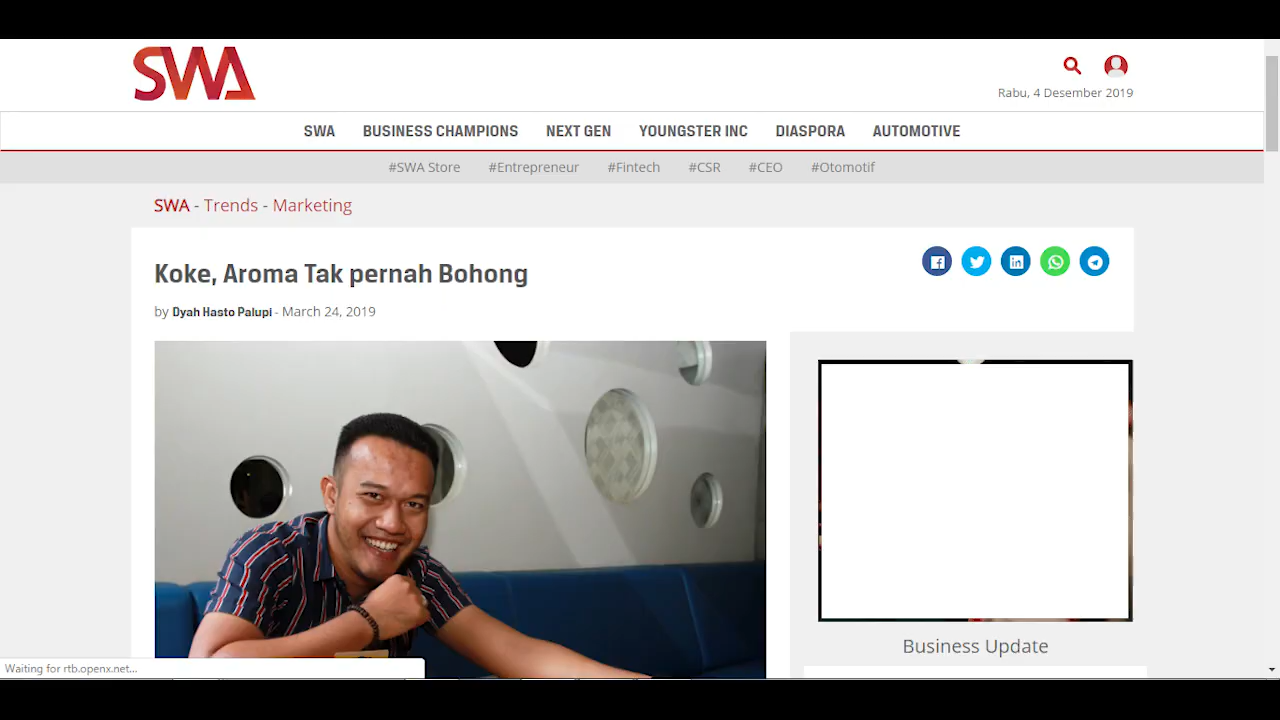 SWA
Rabu, 4 Desember 2019
SWA BUSINESS CHAMPIONS NEXT GEN YOUNGSTER INC DIASPORA AUTOMOTIVE
#SWA Store #Entrepreneur #Fintech #CSR #CEO #Otomotif
SWA - Trends - Marketing
Koke, Aroma Tak pernah Bohong
by Dyah Hasto Palupi - March 24, 2019
Business Update
Waiting for rtb.openx.net...